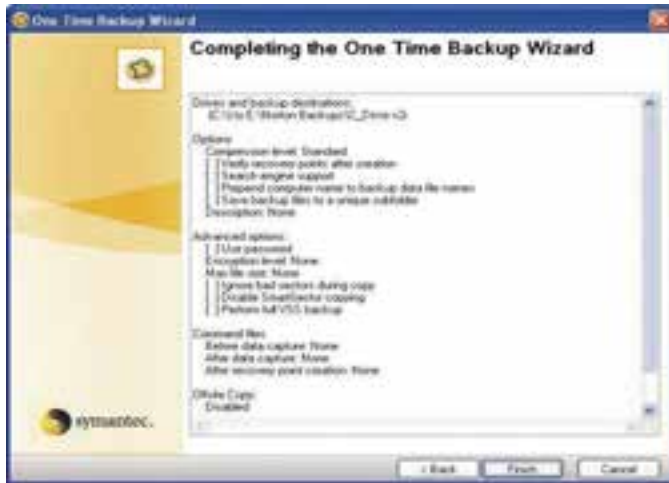 One Time Backup Wizard
Completing the One Time Backup Wizard
Drives and backup destinations:
Options
Compression level: Standard
[ ] Verify recovery points after creation
[ ] Search engine support
[ ] Prepend computer name to backup data file names
[ ] Save backup files to a unique subfolder
Description: None
Advanced options:
[ ] Use password
Encryption level: None
Max file size: None
[ ] Ignore bad sectors during copy
[ ] Disable SmartSector copying
[ ] Perform full VSS backup
Command files
Before data capture: None
After data capture: None
After recovery point creation: None
Offsite Copy:
Disabled
symantec.
< Back
Finish
Cancel